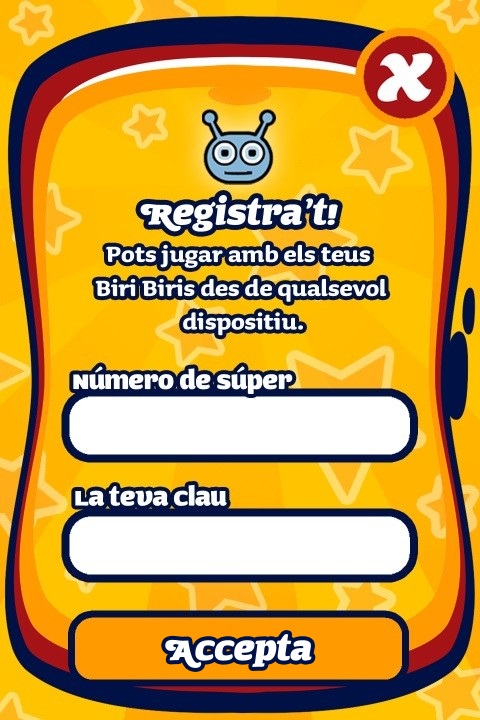 X
Registra't!
Pots jugar amb els teus
Biri Biris des de qualsevol
dispositiu.
Número de súper
La teva clau
Accepta